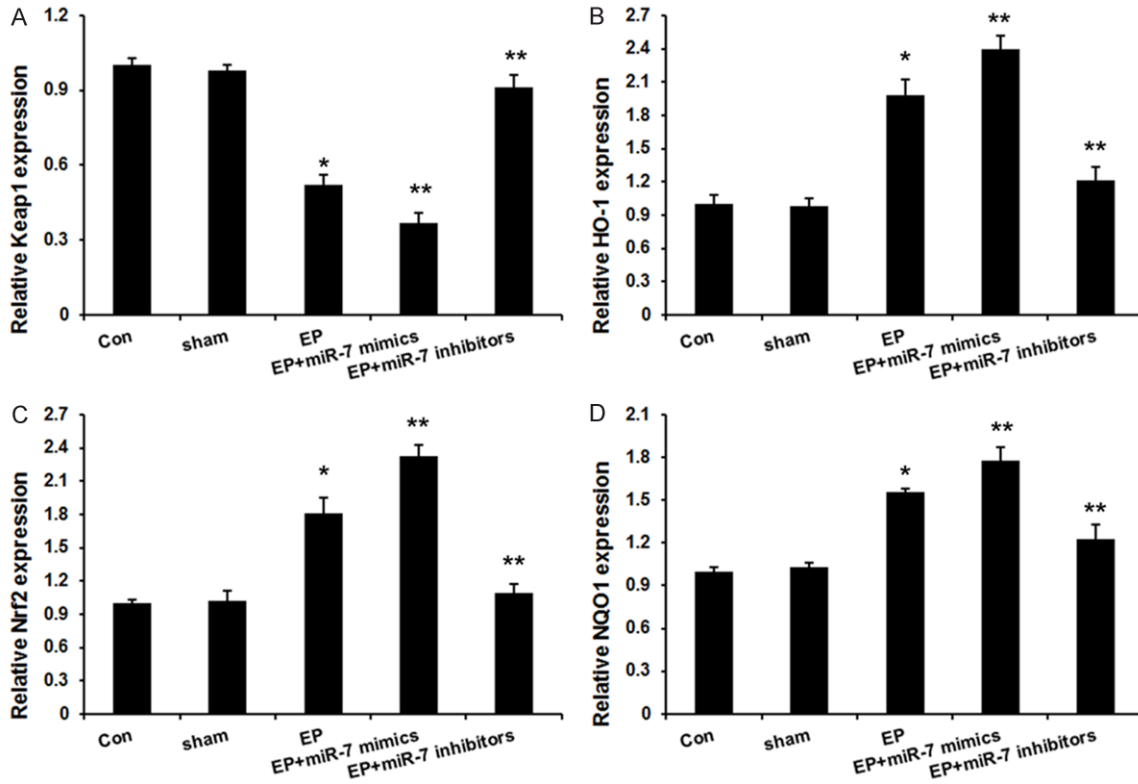 A
Relative Keap1 expression
1.2
0.9
0.6
0.3
0
*
**
**
Con
sham
EP
EP+miR-7 mimics
EP+miR-7 inhibitors
B
Relative HO-1 expression
2.7
2.4
2.1
1.8
1.5
1.2
0.9
0.6
0.3
0
*
**
**
Con
sham
EP
EP+miR-7 mimics
EP+miR-7 inhibitors
C
Relative Nrf2 expression
2.7
2.4
2.1
1.8
1.5
1.2
0.9
0.6
0.3
0
*
**
**
Con
sham
EP
EP+miR-7 mimics
EP+miR-7 inhibitors
D
Relative NQO1 expression
2.1
1.8
1.5
1.2
0.9
0.6
0.3
0
*
**
**
Con
sham
EP
EP+miR-7 mimics
EP+miR-7 inhibitors